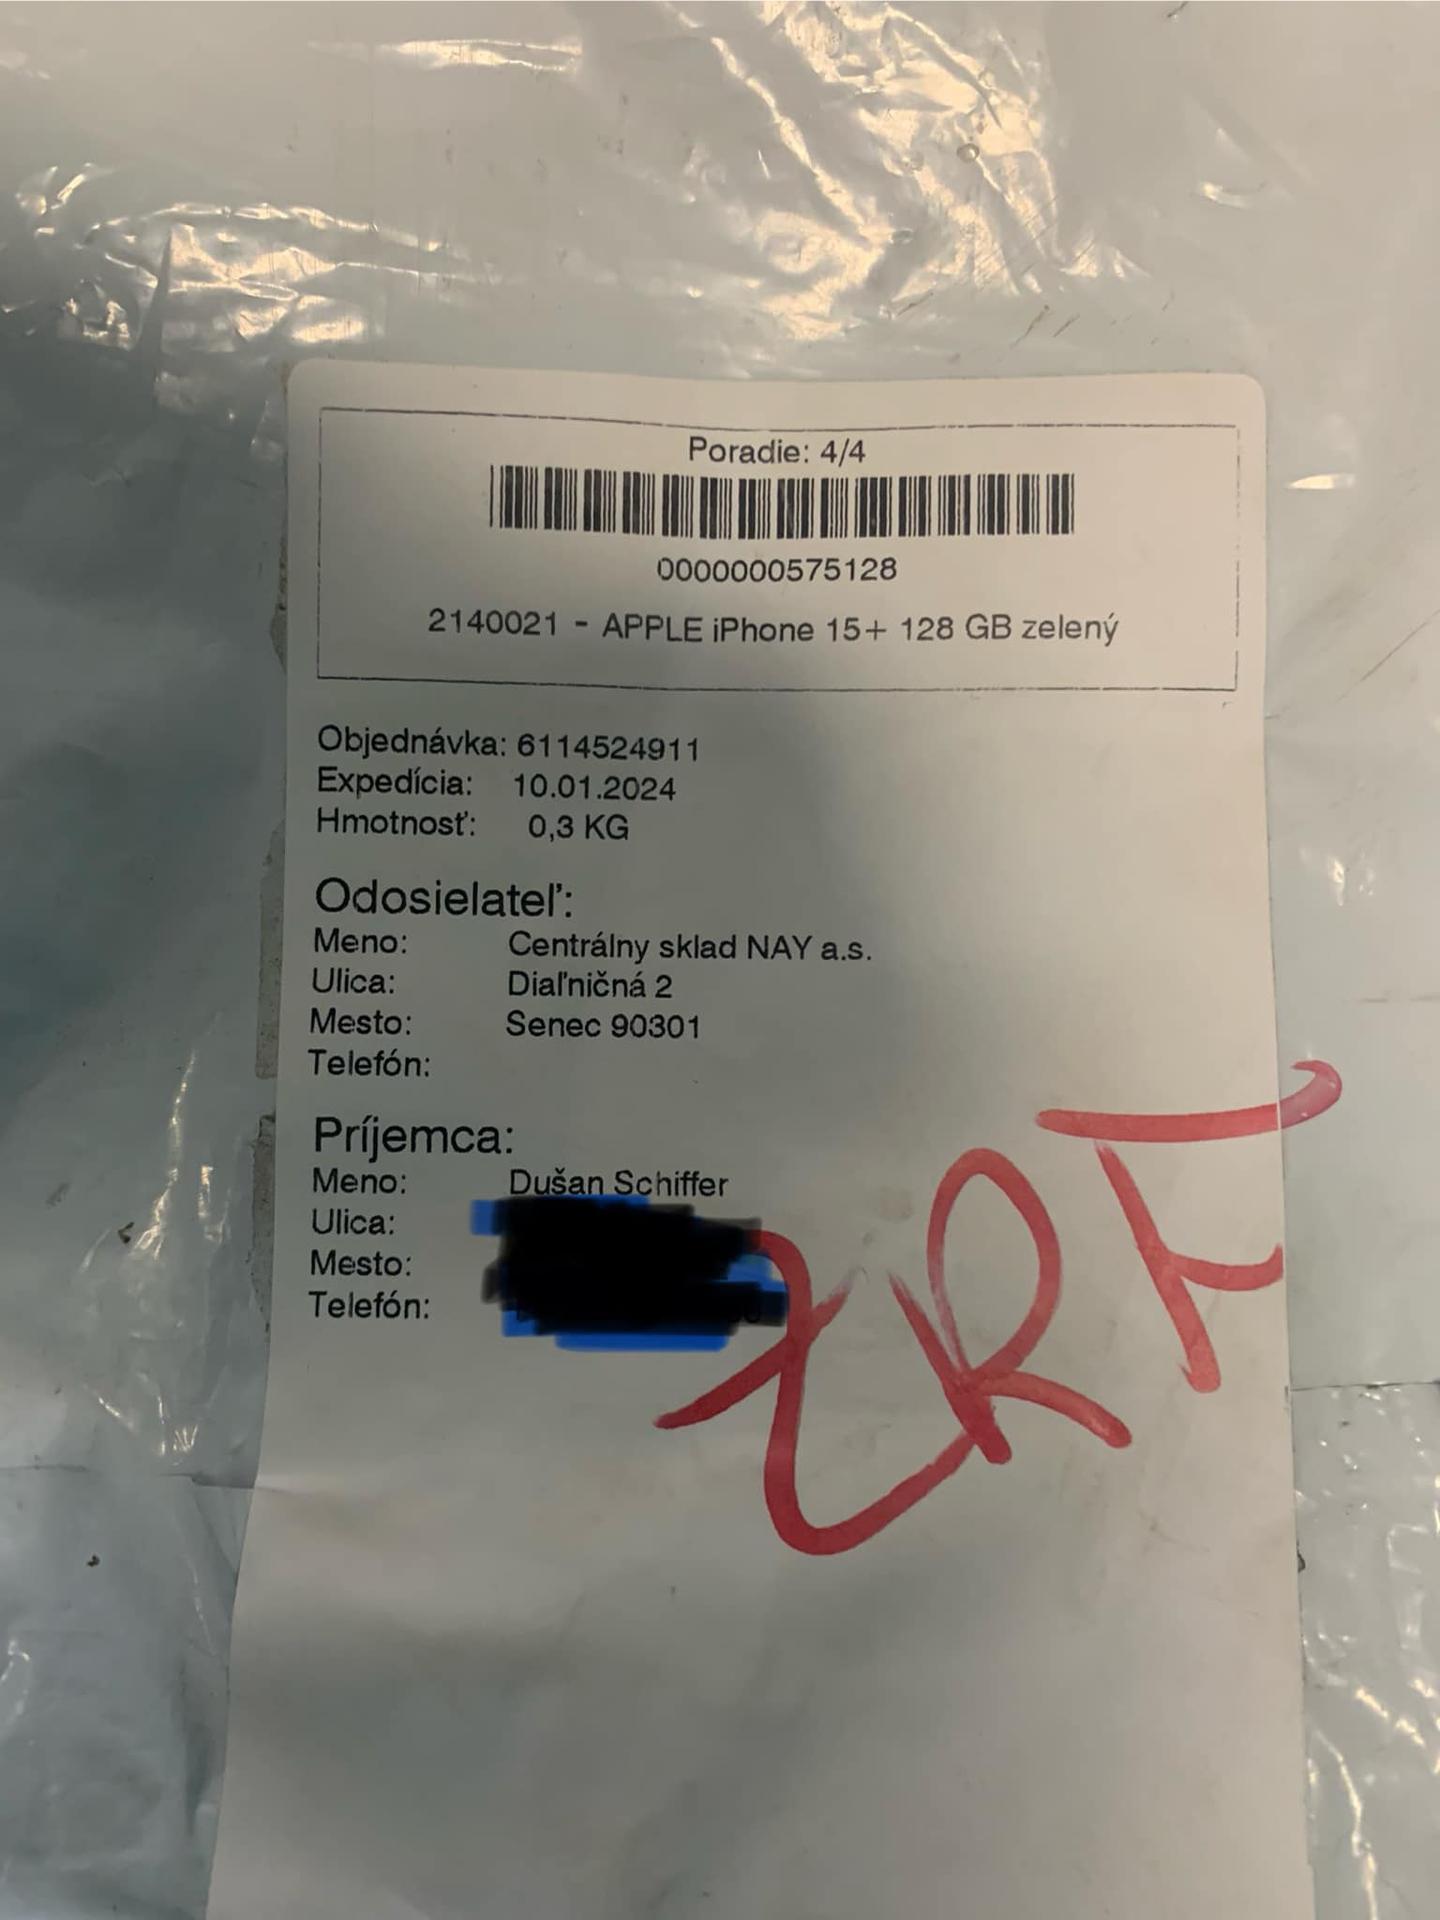 Poradie: 4/4
0000000575128
2140021 - APPLE iPhone 15+ 128 GB zelený
Objednávka: 6114524911
Expedícia: 10.01.2024
Hmotnosť: 0,3 KG
Odosielateľ:
Meno: Centrálny sklad NAY a.s.
Ulica: Diaľničná 2
Mesto: Senec 90301
Telefón:
Príjemca:
Meno: Dušan Schiffer
Ulica:
Mesto:
Telefón: